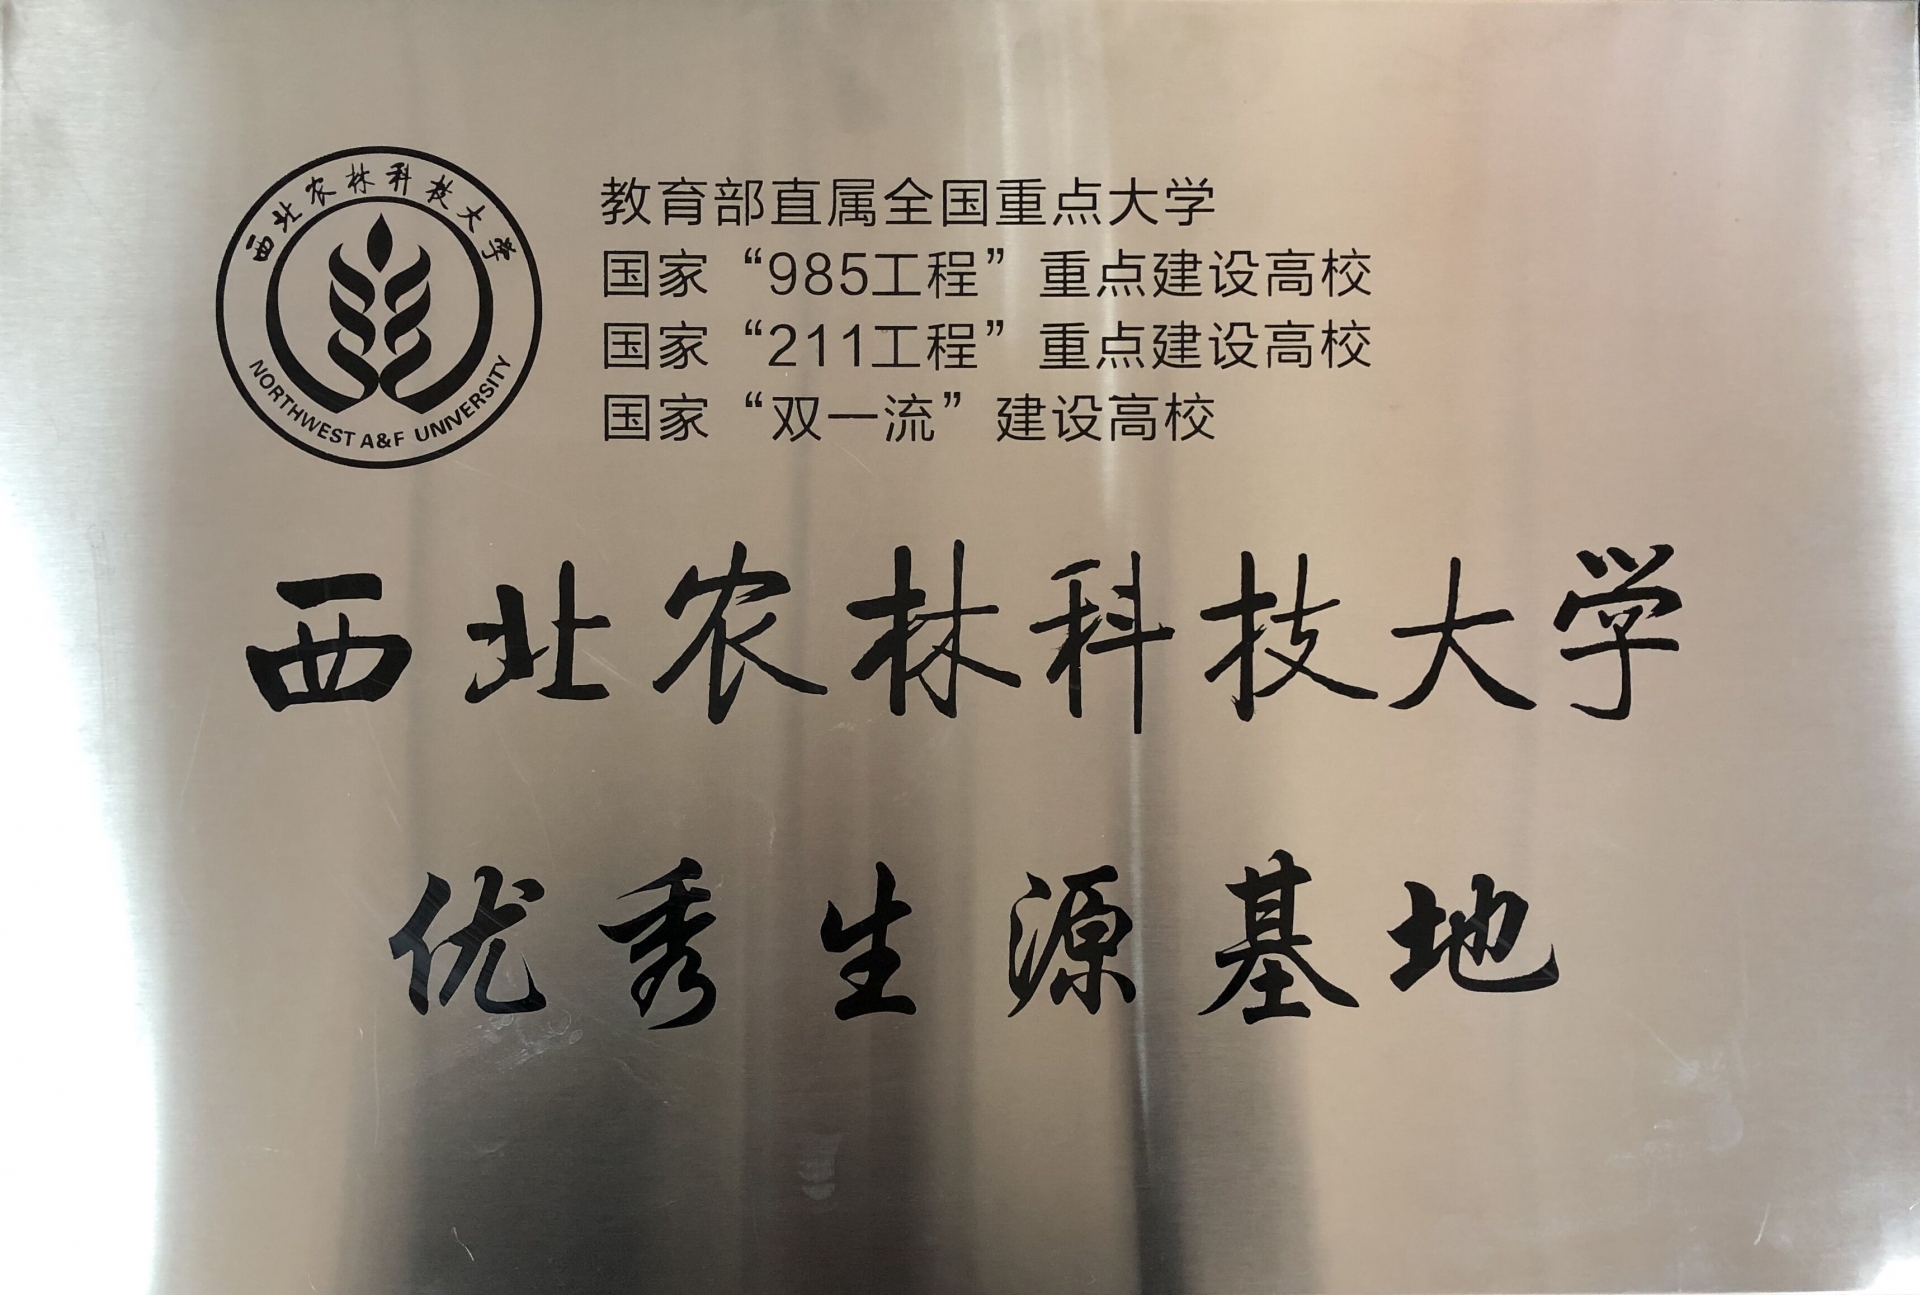 西北农林科技大学
NORTHWEST A&F UNIVERSITY
教育部直属全国重点大学
国家“985工程”重点建设高校
国家“211工程”重点建设高校
国家“双一流”建设高校
西北农林科技大学
优秀生源基地